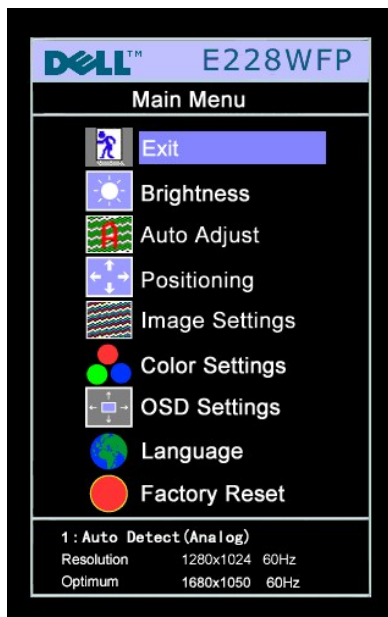 DELL™ E228WFP
Main Menu
Exit
Brightness
Auto Adjust
Positioning
Image Settings
Color Settings
OSD Settings
Language
Factory Reset
1:Auto Detect(Analog)
Resolution 1280x1024 60Hz
Optimum 1680x1050 60Hz